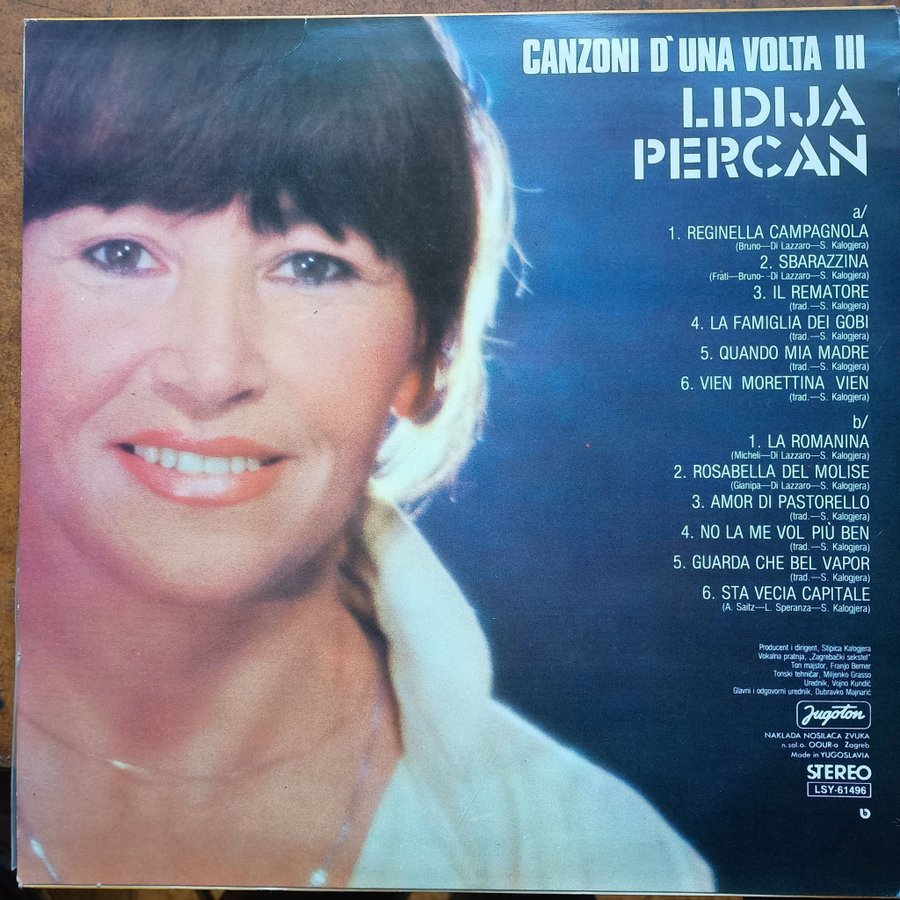 CANZONI D`UNA VOLTA III
LIDIJA
PERCAN
a/
1. REGINELLA CAMPAGNOLA
(Bruno—Di Lazzaro—S. Kalogjera)
2. SBARAZZINA
(Frati—Bruno- -Di Lazzaro—S. Kalogjera)
3. IL REMATORE
(trad.—S. Kalogjera)
4. LA FAMIGLIA DEI GOBI
(trad.—S. Kalogjera)
5. QUANDO MIA MADRE
(trad.—S. Kalogjera)
6. VIEN MORETTINA VIEN
(trad.—S. Kalogjera)
b/
1. LA ROMANINA
(Micheli—Di Lazzaro—S. Kalogjera)
2. ROSABELLA DEL MOLISE
(Gianipa—Di Lazzaro—S. Kalogjera)
3. AMOR DI PASTORELLO
(trad.—S. Kalogjera)
4. NO LA ME VOL PIÙ BEN
(trad.—S. Kalogjera)
5. GUARDA CHE BEL VAPOR
(trad.—S. Kalogjera)
6. STA VECIA CAPITALE
(A. Saitz—L. Speranza—S. Kalogjera)
Producent i dirigent, Stipica Kalogjera
Vokalna pratnja, „Zagrebački sekstet”
Ton majstor, Franjo Berner
Tonski tehničar, Miljenko Grasso
Urednik, Vojno Kundić
Glavni i odgovorni urednik, Dubravko Majnarić
Jugoton
NAKLADA NOSILACA ZVUKA
n.sol.o. OOUR-a Zagreb
Made in YUGOSLAVIA
STEREO
LSY-61496